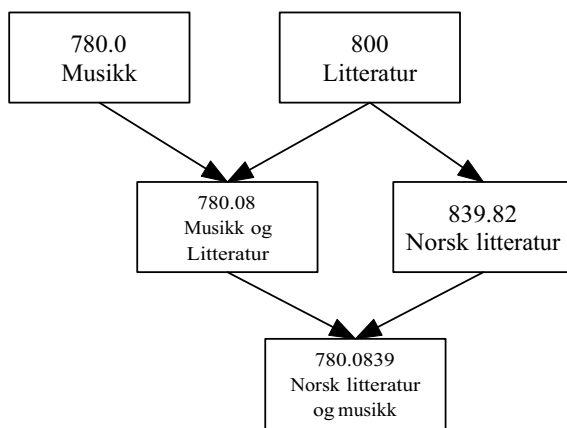 780.0
Musikk
800
Litteratur
780.08
Musikk og
Litteratur
839.82
Norsk litteratur
780.0839
Norsk litteratur
og musikk